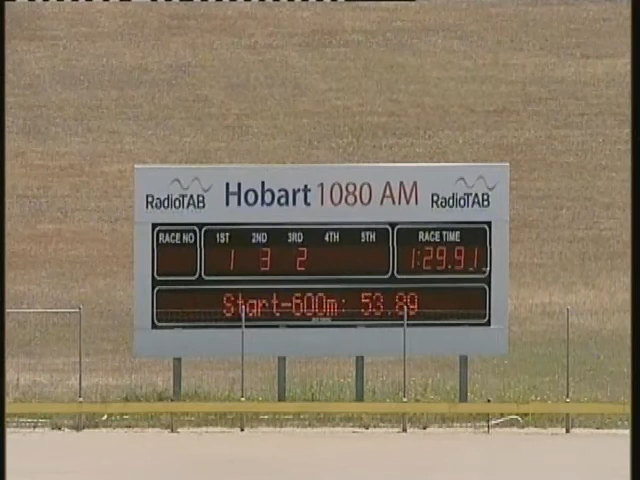 RadioTAB Hobart 1080 AM RadioTAB
RACE NO 1ST 2ND 3RD 4TH 5TH RACE TIME
1 3 2 1:29.91
Start-600m: 53.89